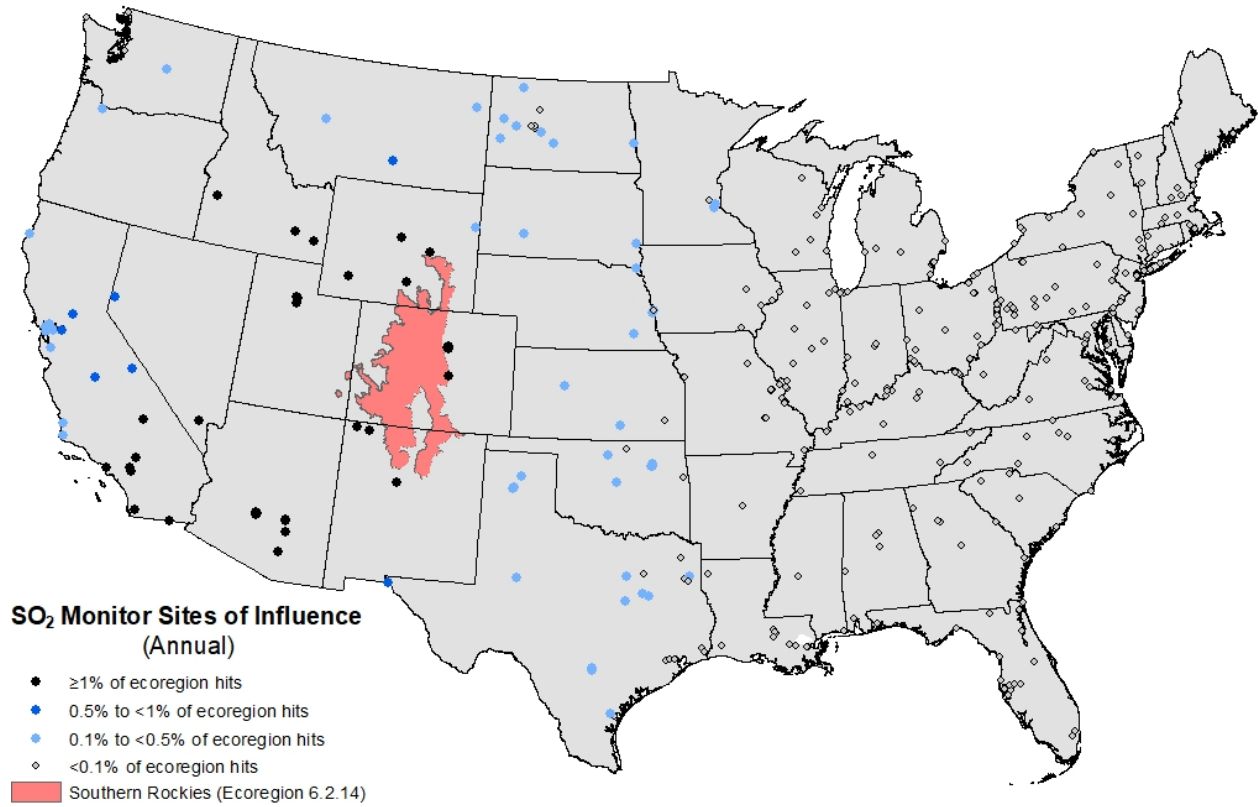 SO₂ Monitor Sites of Influence
(Annual)
≥1% of ecoregion hits
0.5% to <1% of ecoregion hits
0.1% to <0.5% of ecoregion hits
<0.1% of ecoregion hits
Southern Rockies (Ecoregion 6.2.14)